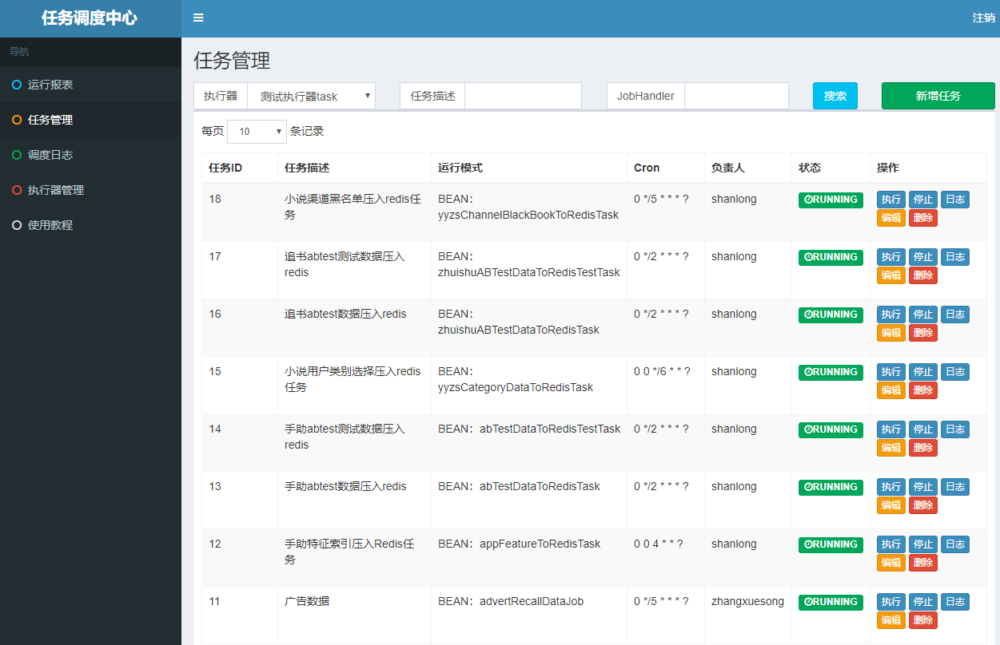 任务调度中心
注销
导航
运行报表
任务管理
调度日志
执行器管理
使用教程
任务管理
执行器 测试执行器task 任务描述 JobHandler 搜索 新增任务
每页 10 条记录
任务ID 任务描述 运行模式 Cron 负责人 状态 操作
18 小说渠道黑名单压入redis任 BEAN： 0 */5 * * * ? shanlong RUNNING 执行 停止 日志
务 yyzsChannelBlackBookToRedisTask 编辑 删除
17 追书abtest测试数据压入 BEAN： 0 */2 * * * ? shanlong RUNNING 执行 停止 日志
redis zhuishuABTestDataToRedisTestTask 编辑 删除
16 追书abtest数据压入redis BEAN： 0 */2 * * * ? shanlong RUNNING 执行 停止 日志
zhuishuABTestDataToRedisTask 编辑 删除
15 小说用户类别选择压入redis BEAN： 0 0 */6 * * ? shanlong RUNNING 执行 停止 日志
任务 yyzsCategoryDataToRedisTask 编辑 删除
14 手助abtest测试数据压入 BEAN：abTestDataToRedisTestTask 0 */2 * * * ? shanlong RUNNING 执行 停止 日志
redis 编辑 删除
13 手助abtest数据压入redis BEAN：abTestDataToRedisTask 0 */2 * * * ? shanlong RUNNING 执行 停止 日志
编辑 删除
12 手助特征索引压入Redis任 BEAN：appFeatureToRedisTask 0 0 4 * * ? shanlong RUNNING 执行 停止 日志
务 编辑 删除
11 广告数据 BEAN：advertRecallDataJob 0 */5 * * * ? zhangxuesong RUNNING 执行 停止 日志
编辑 删除